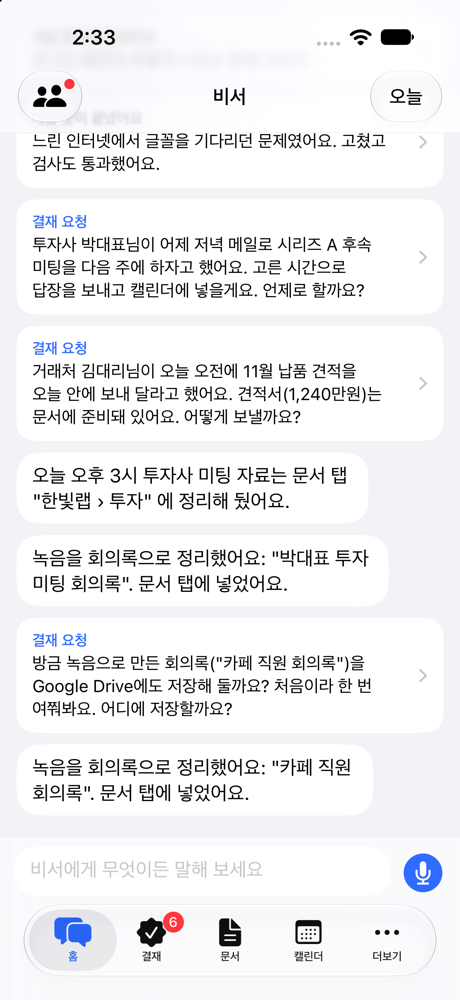 2:33
비서
오늘
느린 인터넷에서 글꼴을 기다리던 문제였어요. 고쳤고
검사도 통과했어요.
결재 요청
투자사 박대표님이 어제 저녁 메일로 시리즈 A 후속
미팅을 다음 주에 하자고 했어요. 고른 시간으로
답장을 보내고 캘린더에 넣을게요. 언제로 할까요?
결재 요청
거래처 김대리님이 오늘 오전에 11월 납품 견적을
오늘 안에 보내 달라고 했어요. 견적서(1,240만원)는
문서에 준비돼 있어요. 어떻게 보낼까요?
오늘 오후 3시 투자사 미팅 자료는 문서 탭
"한빛랩 › 투자" 에 정리해 뒀어요.
녹음을 회의록으로 정리했어요: "박대표 투자
미팅 회의록". 문서 탭에 넣었어요.
결재 요청
방금 녹음으로 만든 회의록("카페 직원 회의록")을
Google Drive에도 저장해 둘까요? 처음이라 한 번
여쭤봐요. 어디에 저장할까요?
녹음을 회의록으로 정리했어요: "카페 직원
회의록". 문서 탭에 넣었어요.
비서에게 무엇이든 말해 보세요
6
홈
결재
문서
캘린더
더보기